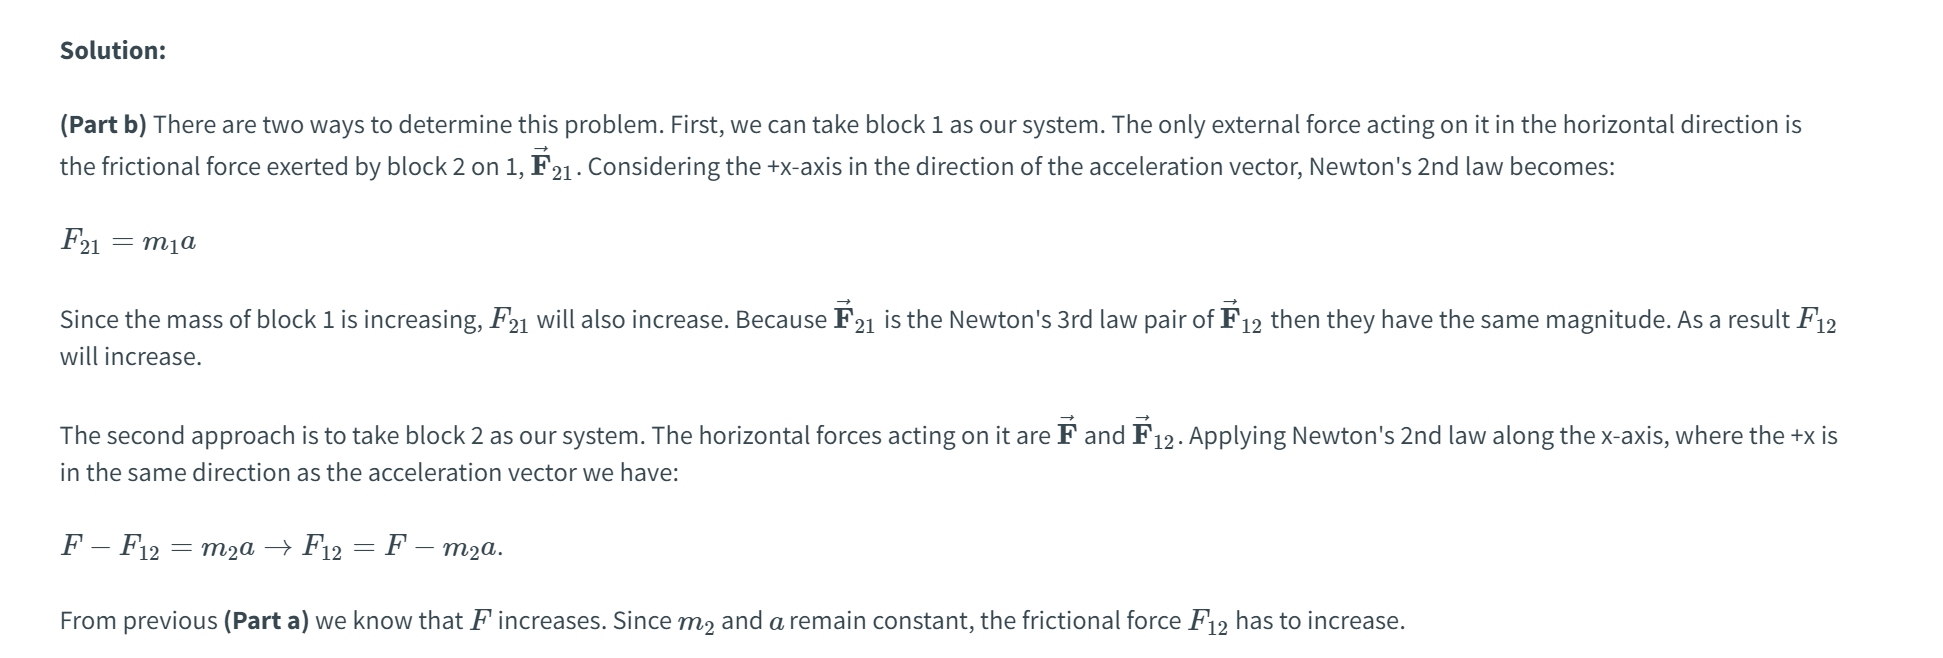 Solution:
(Part b) There are two ways to determine this problem. First, we can take block 1 as our system. The only external force acting on it in the horizontal direction is
the frictional force exerted by block 2 on 1, $\vec{\mathbf{F}}_{21}$. Considering the +x-axis in the direction of the acceleration vector, Newton's 2nd law becomes:
$F_{21} = m_1 a$
Since the mass of block 1 is increasing, $F_{21}$ will also increase. Because $\vec{\mathbf{F}}_{21}$ is the Newton's 3rd law pair of $\vec{\mathbf{F}}_{12}$ then they have the same magnitude. As a result $F_{12}$
will increase.
The second approach is to take block 2 as our system. The horizontal forces acting on it are $\vec{\mathbf{F}}$ and $\vec{\mathbf{F}}_{12}$. Applying Newton's 2nd law along the x-axis, where the +x is
in the same direction as the acceleration vector we have:
$F - F_{12} = m_2 a \rightarrow F_{12} = F - m_2 a.$
From previous (Part a) we know that $F$ increases. Since $m_2$ and $a$ remain constant, the frictional force $F_{12}$ has to increase.